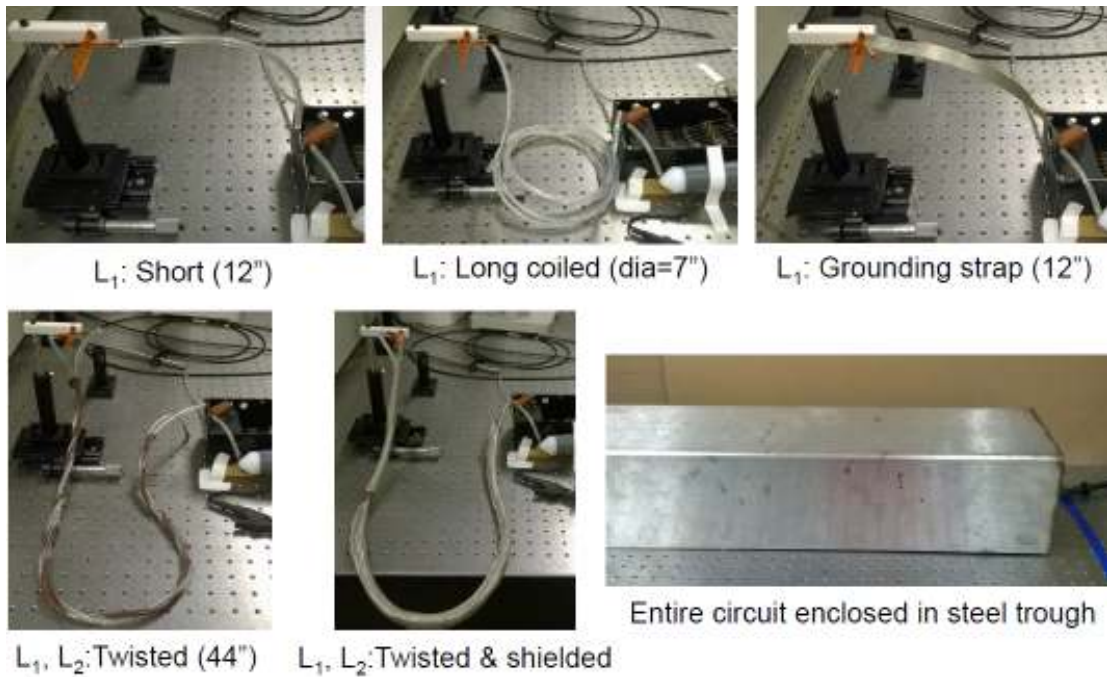 L₁: Short (12”)
L₁: Long coiled (dia=7”)
L₁: Grounding strap (12”)
Entire circuit enclosed in steel trough
L₁, L₂:Twisted (44”)
L₁, L₂:Twisted & shielded